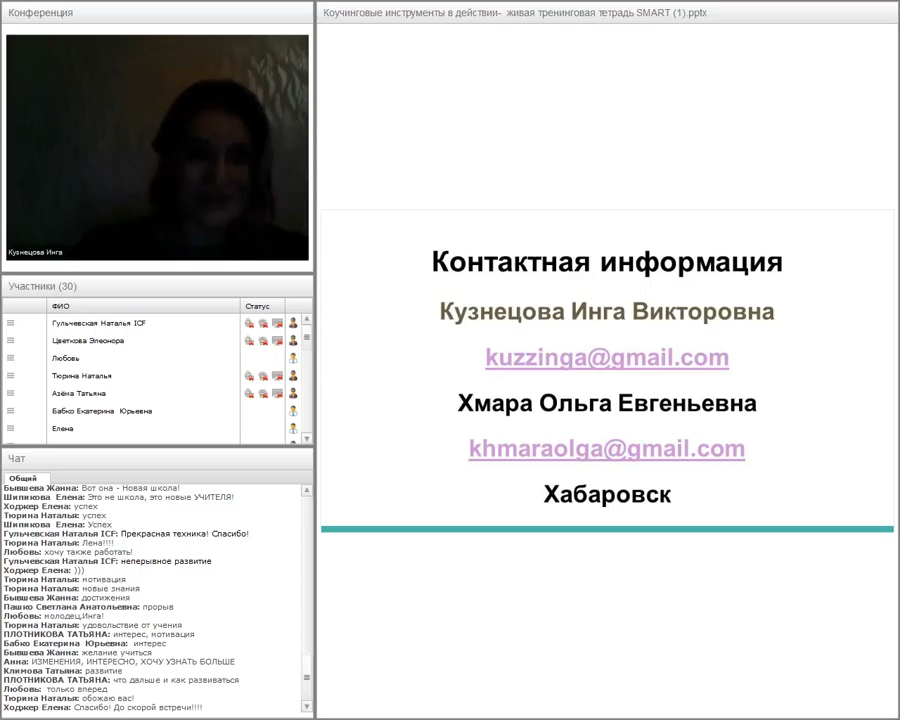 Конференция
Кузнецова Инга
Участники (30)
ФИО Статус
Гульчевская Наталья ICF
Цветкова Элеонора
Любовь
Тюрина Наталья
Азёма Татьяна
Бабко Екатерина Юрьевна
Елена
Чат
Общий
Бывшева Жанна: Вот она - Новая школа!
Шипикова Елена: Это не школа, это новые УЧИТЕЛЯ!
Ходжер Елена: успех
Тюрина Наталья: успех
Шипикова Елена: Успех
Гульчевская Наталья ICF: Прекрасная техника! Спасибо!
Тюрина Наталья: Лена!!!!
Любовь: хочу также работать!
Гульчевская Наталья ICF: неперывное развитие
Ходжер Елена: )))
Тюрина Наталья: мотивация
Тюрина Наталья: новые знания
Бывшева Жанна: достижения
Пашко Светлана Анатольевна: прорыв
Любовь: молодец,Инга!
Тюрина Наталья: удовольствие от учения
ПЛОТНИКОВА ТАТЬЯНА: интерес, мотивация
Бабко Екатерина Юрьевна: интерес
Бывшева Жанна: желание учиться
Анна: ИЗМЕНЕНИЯ, ИНТЕРЕСНО, ХОЧУ УЗНАТЬ БОЛЬШЕ
Климова Татьяна: развитие
ПЛОТНИКОВА ТАТЬЯНА: что дальше и как развиваться
Любовь: только вперед
Тюрина Наталья: обожаю вас!
Ходжер Елена: Спасибо! До скорой встречи!!!!
Коучинговые инструменты в действии- живая тренинговая тетрадь SMART (1).pptx
Контактная информация
Кузнецова Инга Викторовна
kuzzinga@gmail.com
Хмара Ольга Евгеньевна
khmaraolga@gmail.com
Хабаровск